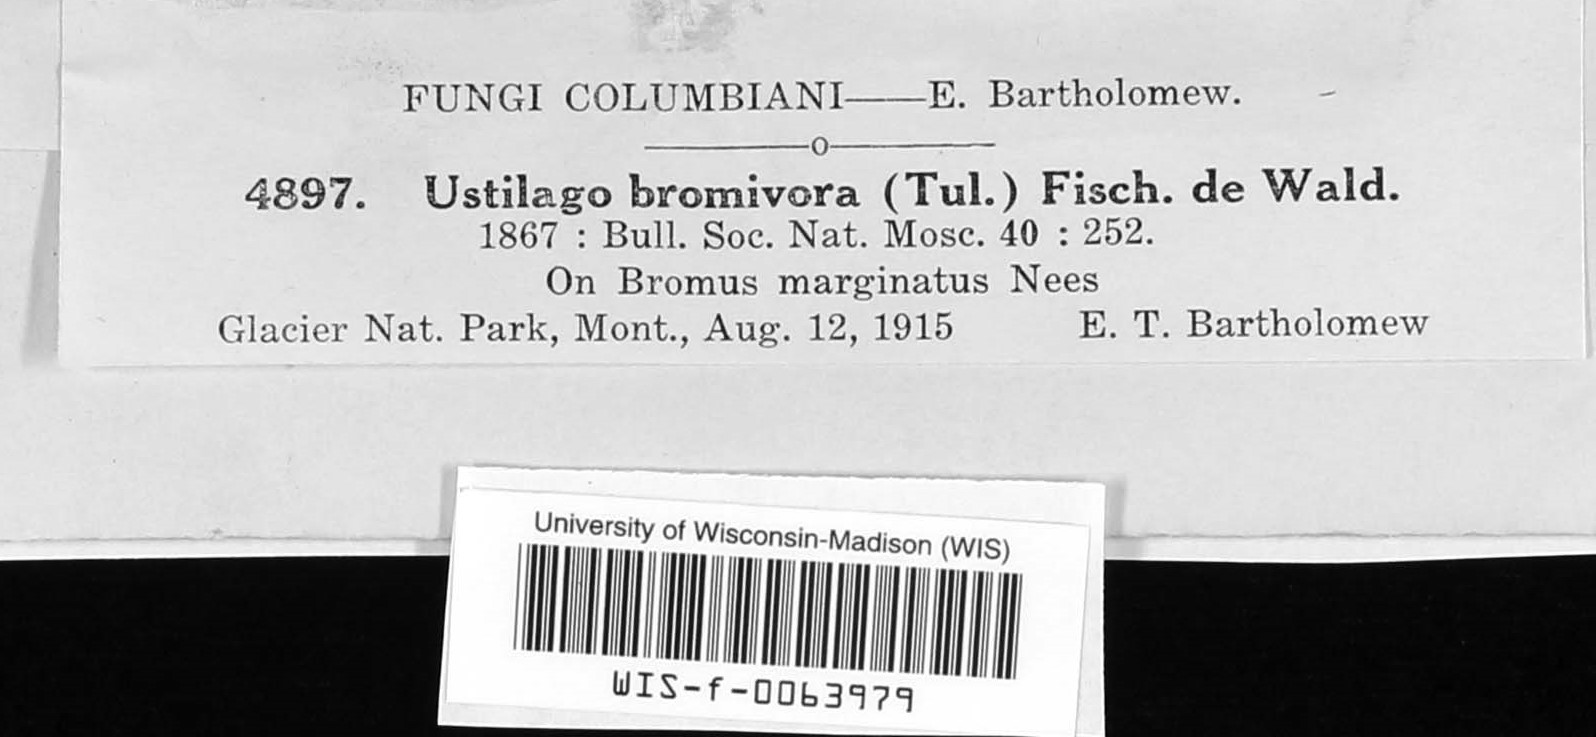 FUNGI COLUMBIANI——E. Bartholomew.
o
4897. Ustilago bromivora (Tul.) Fisch. de Wald.
1867 : Bull. Soc. Nat. Mosc. 40 : 252.
On Bromus marginatus Nees
Glacier Nat. Park, Mont., Aug. 12, 1915 E. T. Bartholomew
University of Wisconsin-Madison (WIS)
WIS-f-0063979